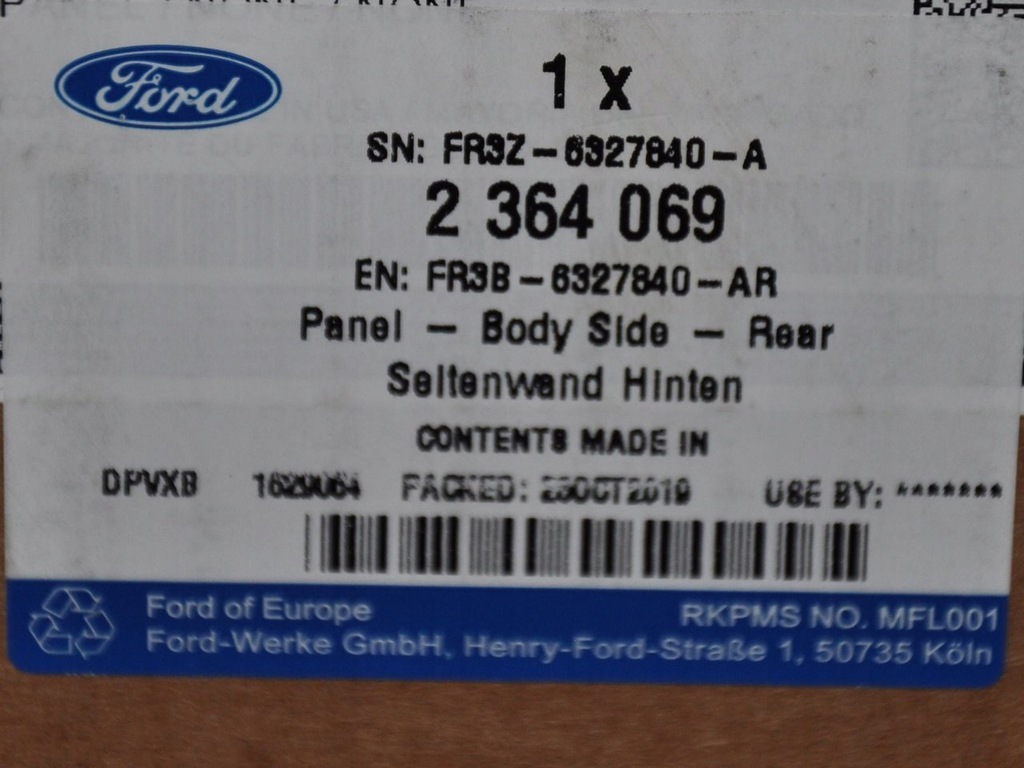 Ford
1 x
SN: FR3Z-6327840-A
2 364 069
EN: FR3B-6327840-AR
Panel - Body Side - Rear
Seitenwand Hinten
CONTENTS MADE IN
DPVXB 1629064 PACKED: OCT2019 USE BY: *******
Ford of Europe RKPMS NO. MFL001
Ford-Werke GmbH, Henry-Ford-Straße 1, 50735 Köln